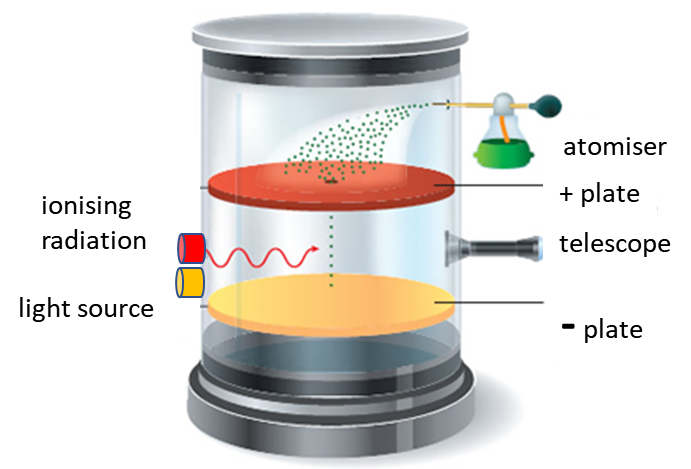 atomiser
+ plate
ionising
radiation
telescope
light source
- plate